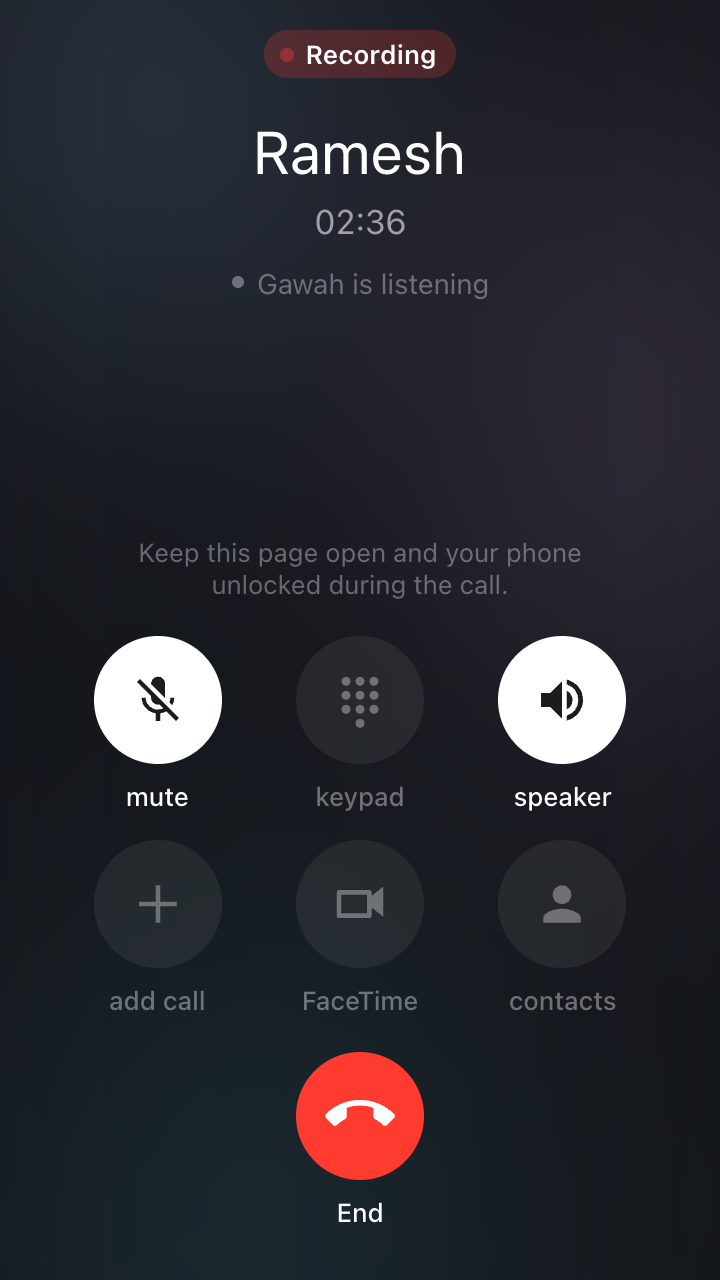 Recording
Ramesh
02:36
Gawah is listening
Keep this page open and your phone
unlocked during the call.
mute
keypad
speaker
add call
FaceTime
contacts
End